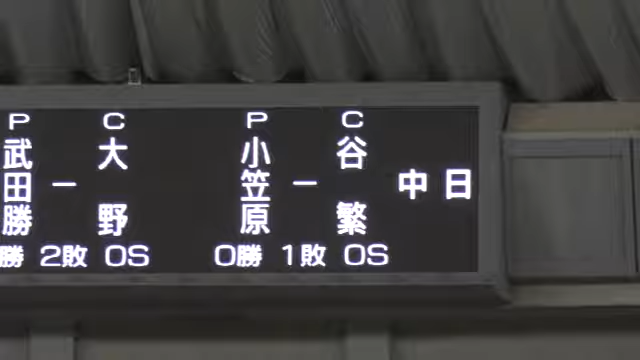 中日
P 小笠原 － C 谷繁
0勝 1敗 0S
P 武田勝 － C 大野
勝 2敗 0S